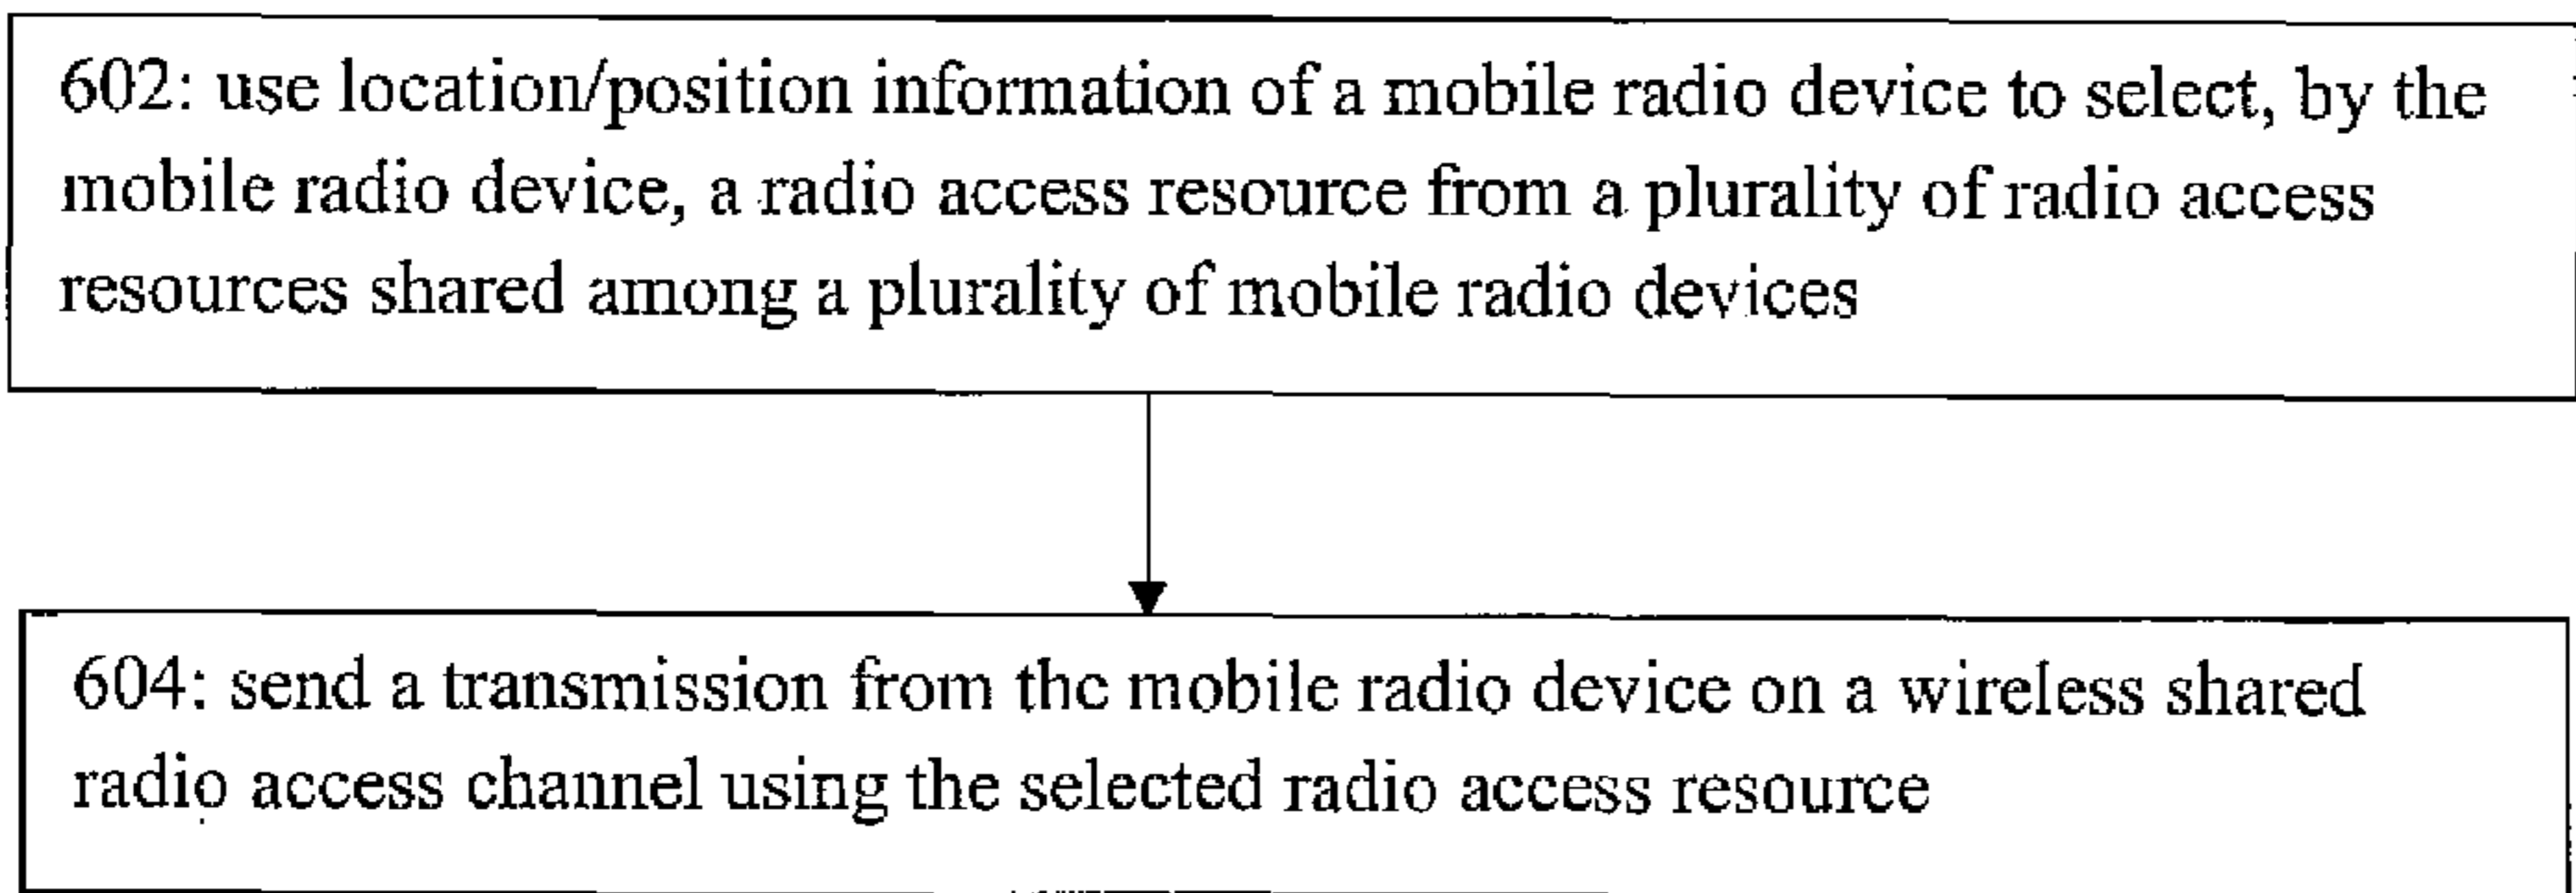 602: use location/position information of a mobile radio device to select, by the
mobile radio device, a radio access resource from a plurality of radio access
resources shared among a plurality of mobile radio devices
604: send a transmission from the mobile radio device on a wireless shared
radio access channel using the selected radio access resource